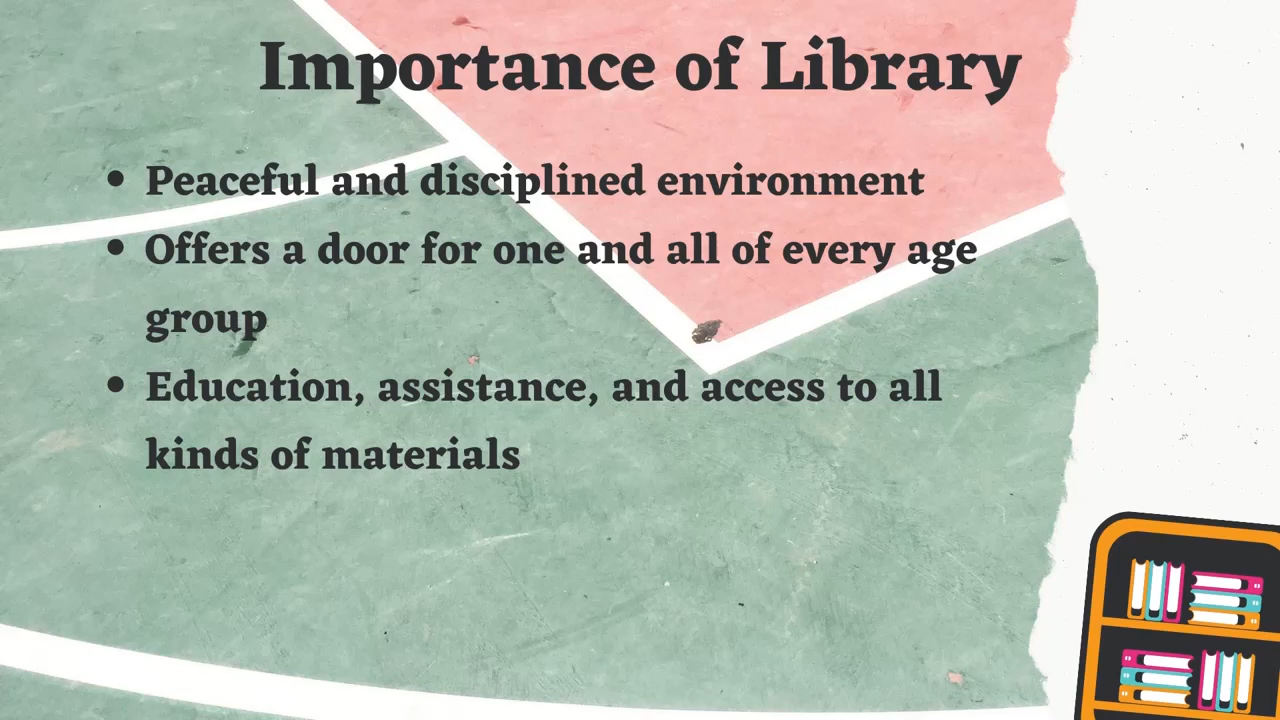 Importance of Library
• Peaceful and disciplined environment
• Offers a door for one and all of every age
group
• Education, assistance, and access to all
kinds of materials